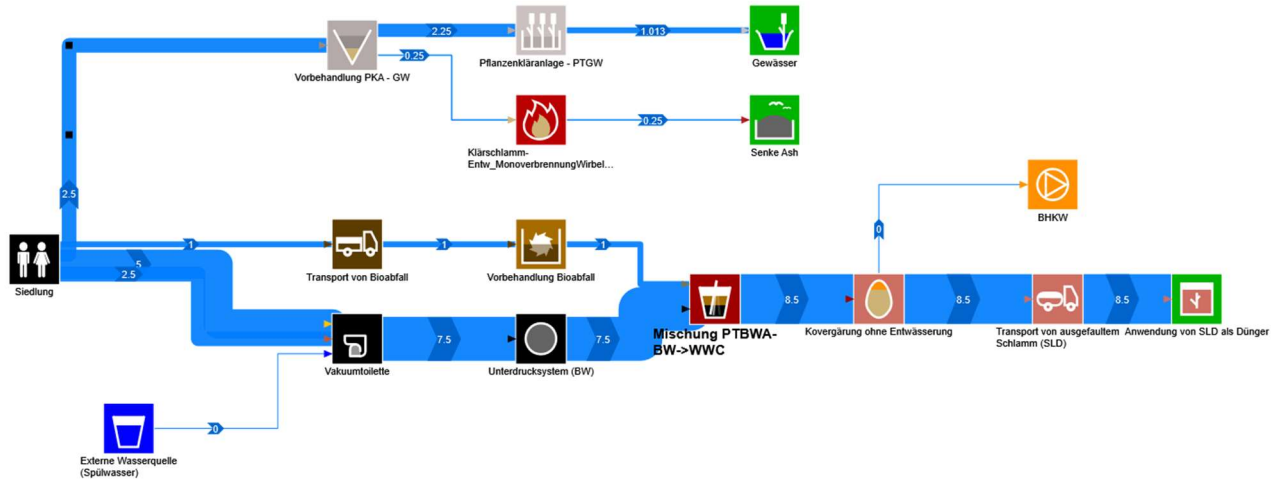 2.25
1.013
Vorbehandlung PKA - GW
0.25
Pflanzenkläranlage - PTGW
Gewässer
0.25
Klärschlamm-
Entw_MonoverbrennungWirbel...
Senke Ash
2.5
BHKW
0
1
1
1
Siedlung
Transport von Bioabfall
Vorbehandlung Bioabfall
5
2.5
8.5
8.5
8.5
7.5
7.5
Mischung PTBWA-
BW->WWC
Kovergärung ohne Entwässerung
Transport von ausgefaultem
Schlamm (SLD)
Anwendung von SLD als Dünger
Vakuumtoilette
Unterdrucksystem (BW)
0
Externe Wasserquelle
(Spülwasser)